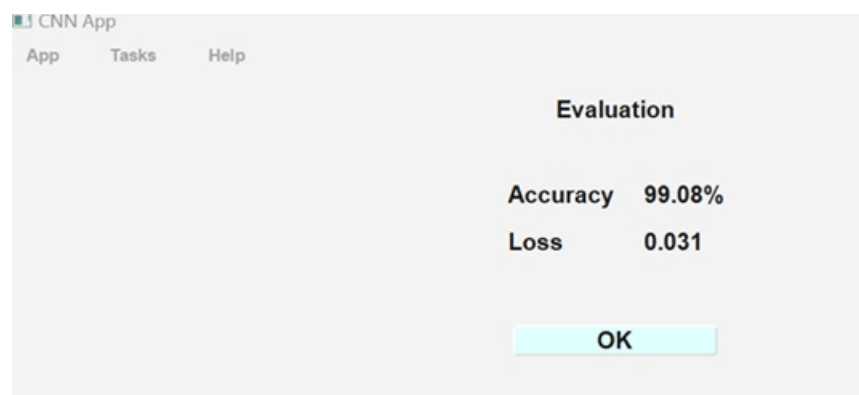 CNN App
App Tasks Help
Evaluation
Accuracy 99.08%
Loss 0.031
OK